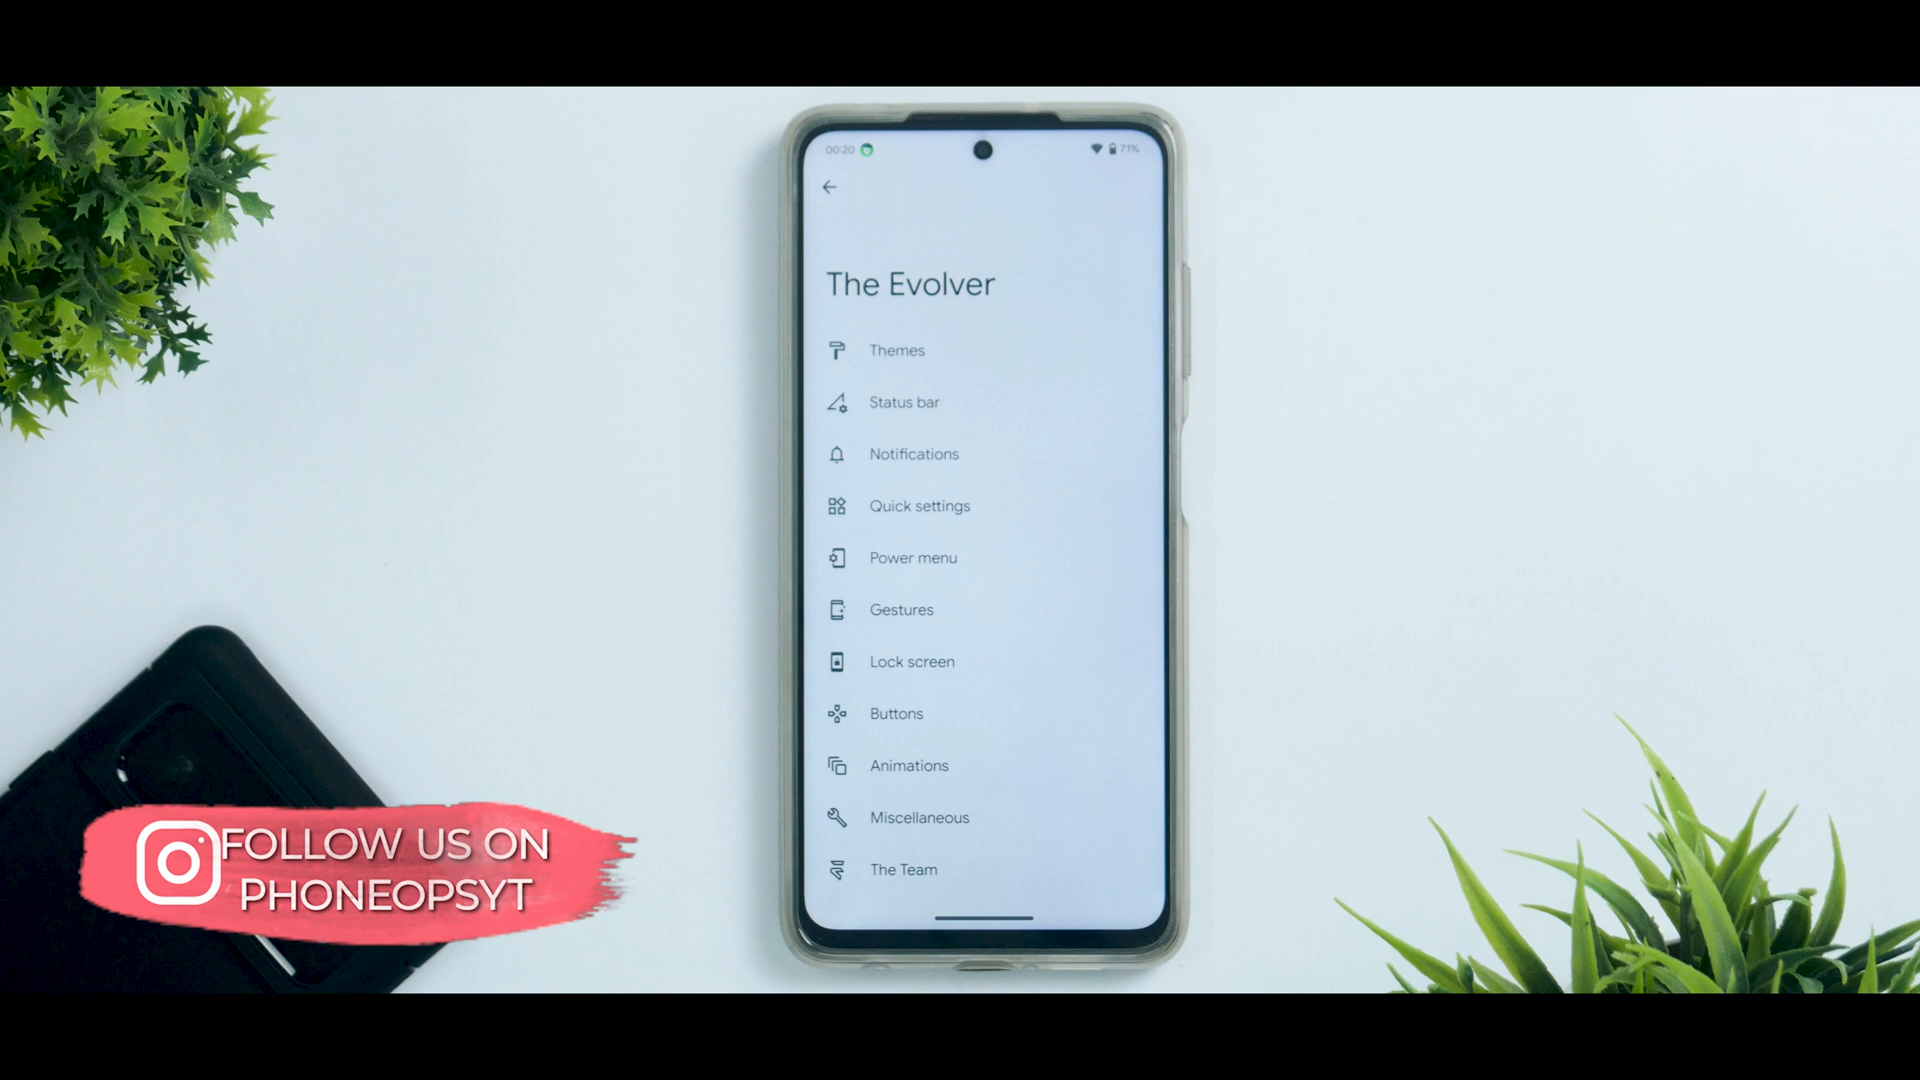 00:20
71%
The Evolver
Themes
Status bar
Notifications
Quick settings
Power menu
Gestures
Lock screen
Buttons
Animations
Miscellaneous
The Team
FOLLOW US ON
PHONEOPSYT